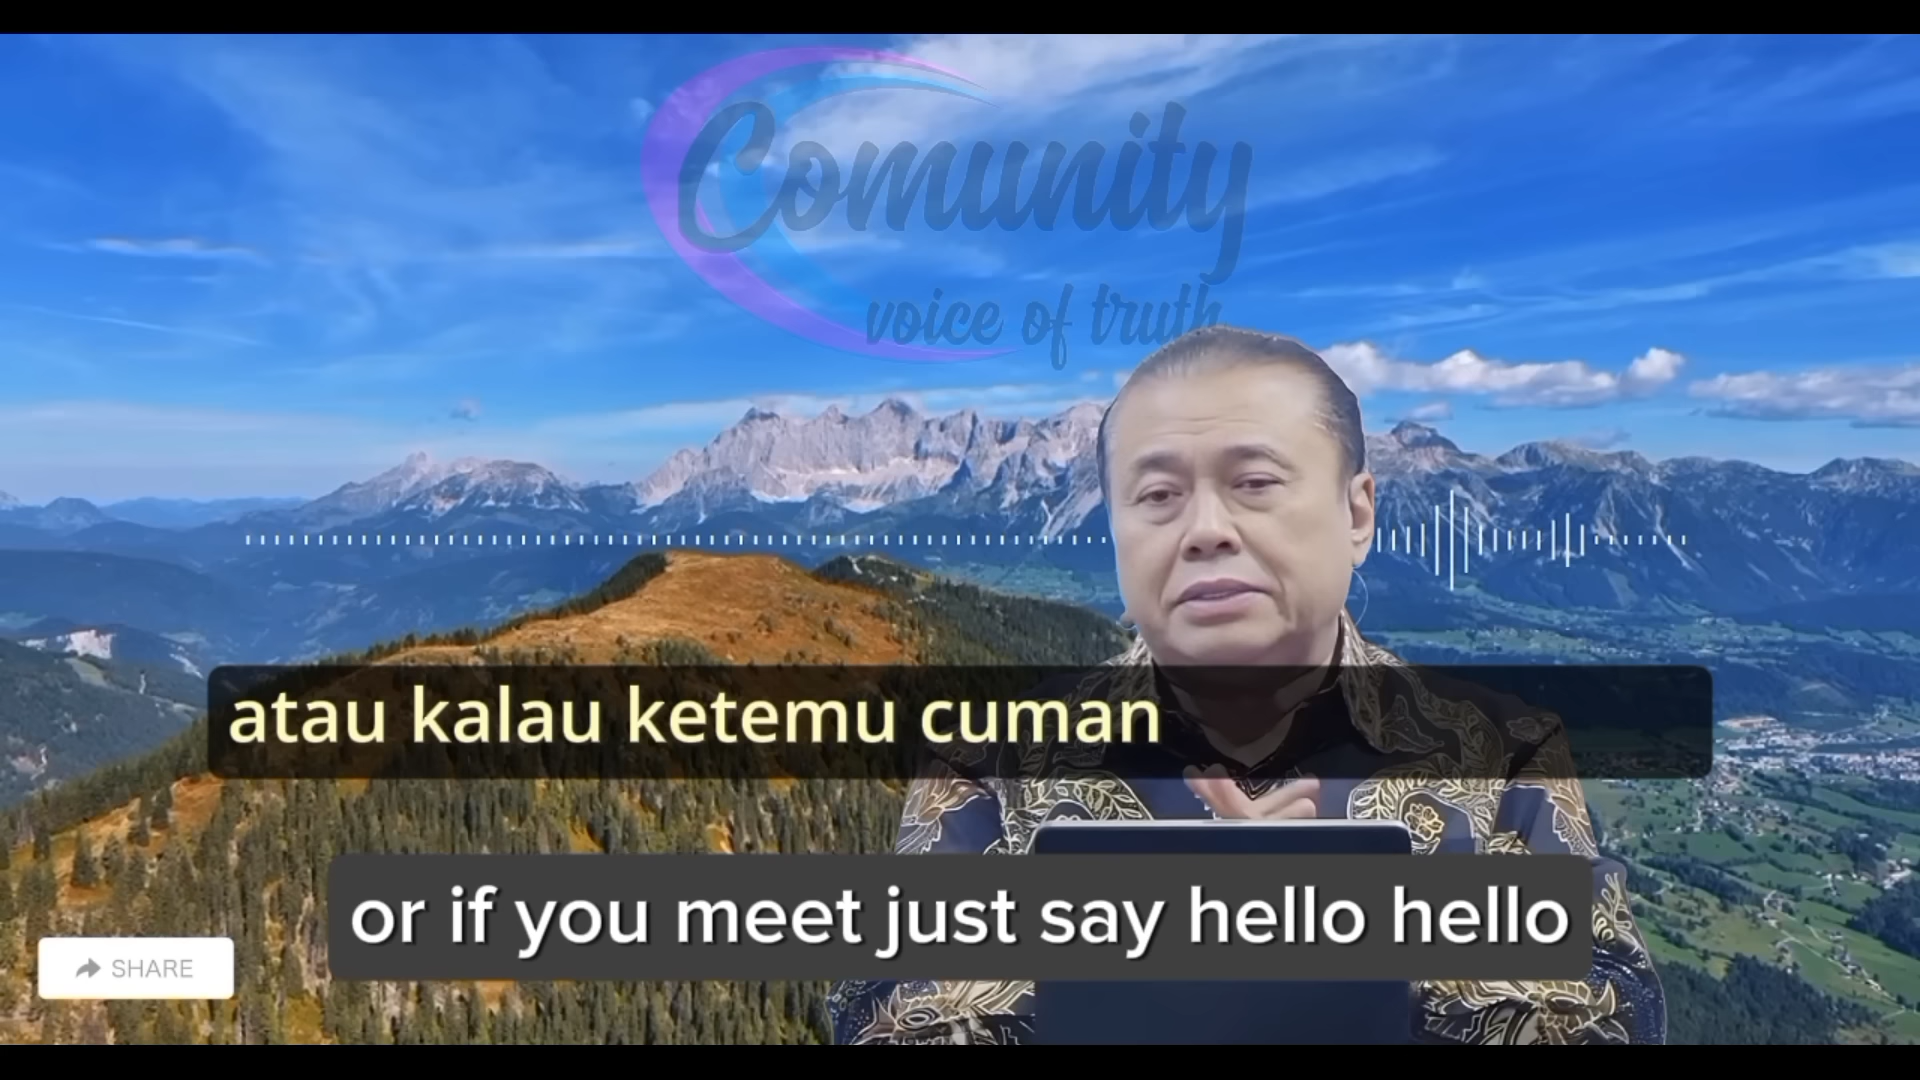 Comunity
voice of truth
atau kalau ketemu cuman
or if you meet just say hello hello
SHARE